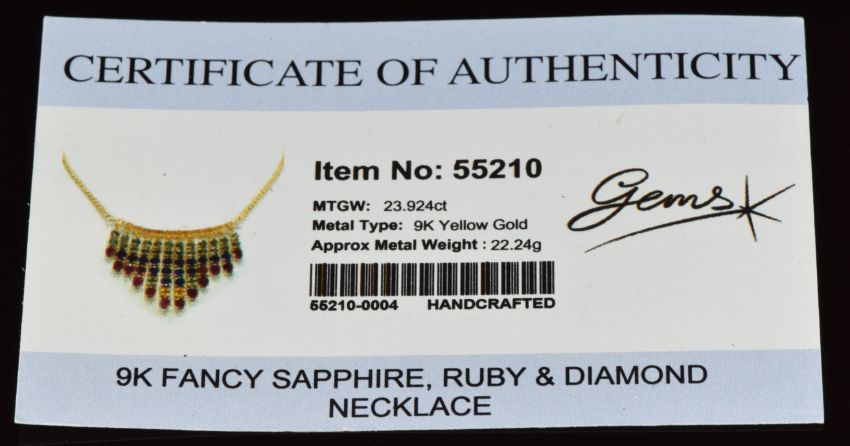 CERTIFICATE OF AUTHENTICITY
Item No: 55210
MTGW: 23.924ct
Metal Type: 9K Yellow Gold
Approx Metal Weight : 22.24g
55210-0004 HANDCRAFTED
Gems
9K FANCY SAPPHIRE, RUBY & DIAMOND
NECKLACE